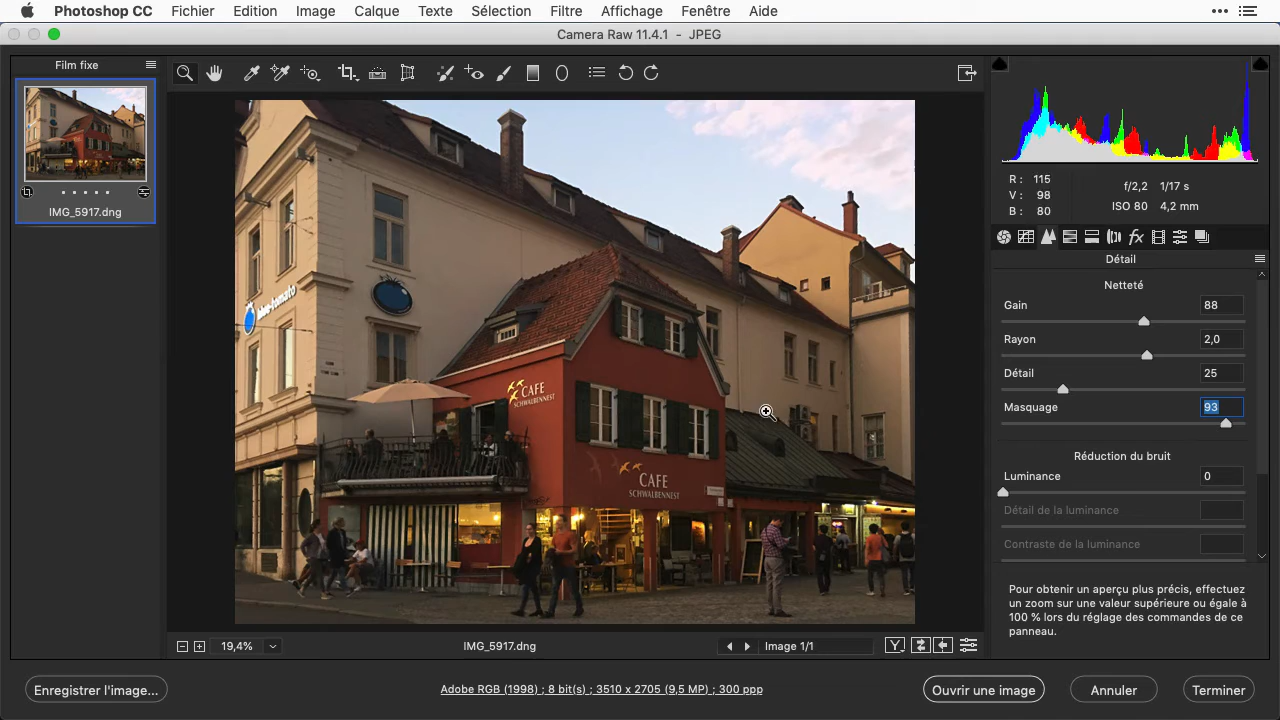 Photoshop CC Fichier Edition Image Calque Texte Sélection Filtre Affichage Fenêtre Aide
Camera Raw 11.4.1 - JPEG
Film fixe
IMG_5917.dng
blue-tomato
CAFE
SCHWALBENNEST
CAFE
SCHWALBENNEST
19,4%
IMG_5917.dng
Image 1/1
R : 115
V : 98
B : 80
f/2,2 1/17 s
ISO 80 4,2 mm
Détail
Netteté
Gain 88
Rayon 2,0
Détail 25
Masquage 93
Réduction du bruit
Luminance 0
Détail de la luminance
Contraste de la luminance
Pour obtenir un aperçu plus précis, effectuez
un zoom sur une valeur supérieure ou égale à
100 % lors du réglage des commandes de ce
panneau.
Enregistrer l'image...
Adobe RGB (1998) ; 8 bit(s) ; 3510 x 2705 (9,5 MP) ; 300 ppp
Ouvrir une image
Annuler
Terminer